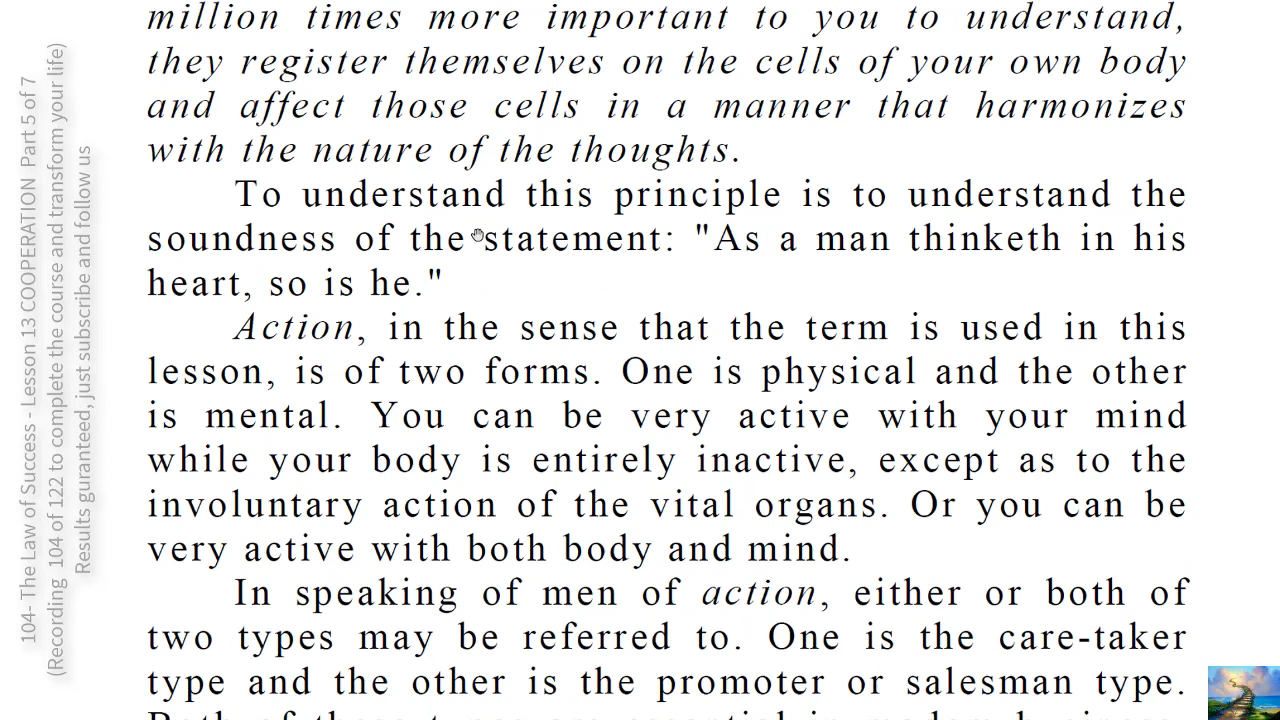 million times more important to you to understand,
they register themselves on the cells of your own body
and affect those cells in a manner that harmonizes
with the nature of the thoughts.
To understand this principle is to understand the
soundness of the statement: "As a man thinketh in his
heart, so is he."
Action, in the sense that the term is used in this
lesson, is of two forms. One is physical and the other
is mental. You can be very active with your mind
while your body is entirely inactive, except as to the
involuntary action of the vital organs. Or you can be
very active with both body and mind.
In speaking of men of action, either or both of
two types may be referred to. One is the care-taker
type and the other is the promoter or salesman type.
104- The Law of Success - Lesson 13 COOPERATION Part 5 of 7
(Recording 104 of 122 to complete the course and transform your life)
Results guranteed, just subscribe and follow us